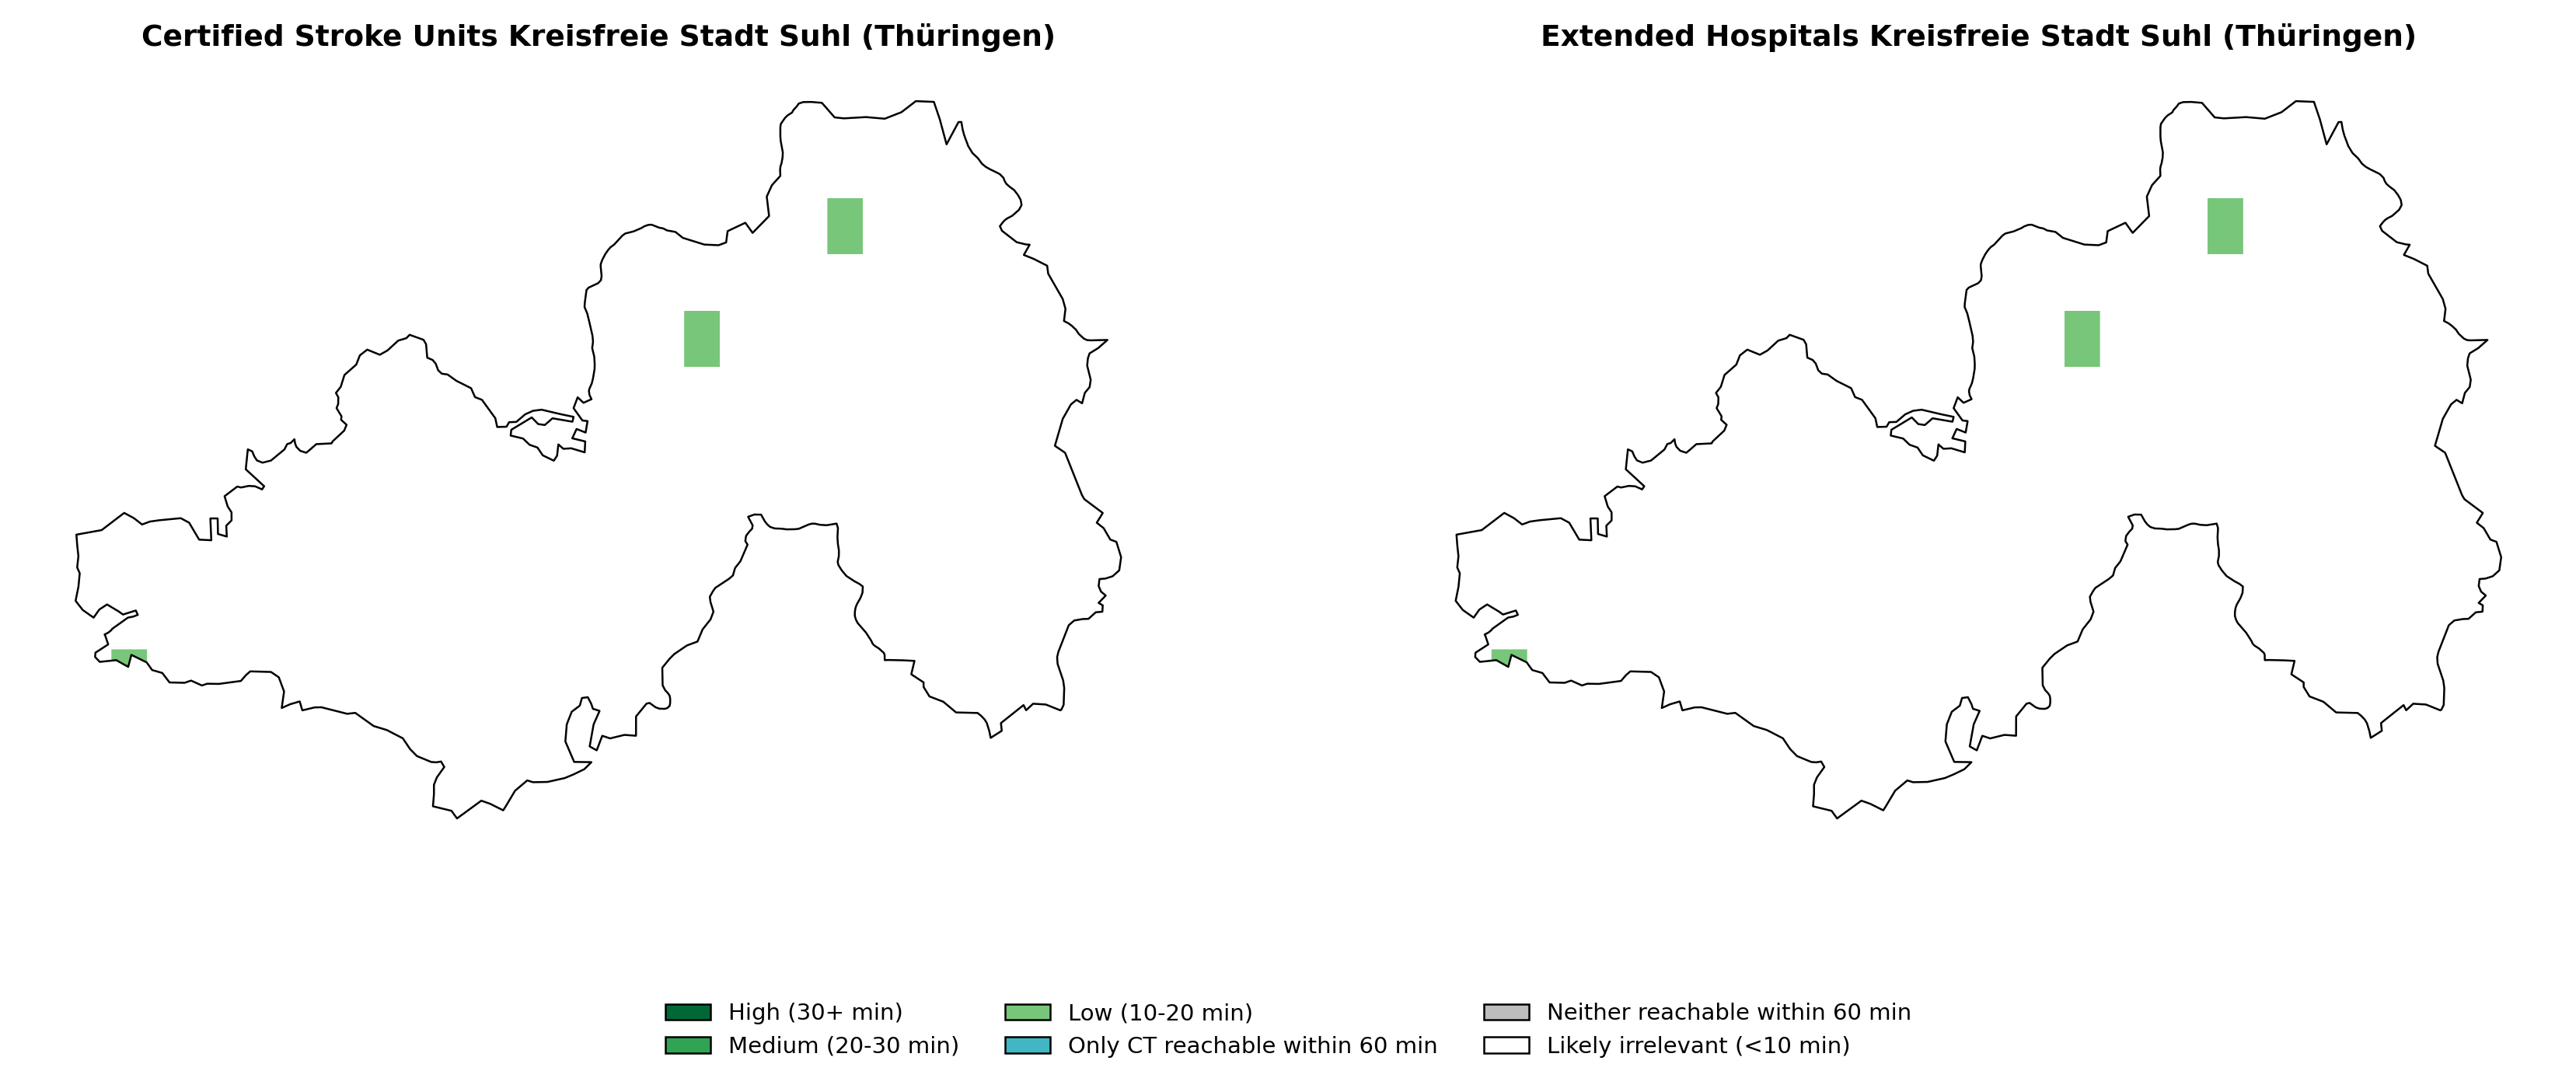 Certified Stroke Units Kreisfreie Stadt Suhl (Thüringen)
Extended Hospitals Kreisfreie Stadt Suhl (Thüringen)
High (30+ min)
Medium (20-30 min)
Low (10-20 min)
Only CT reachable within 60 min
Neither reachable within 60 min
Likely irrelevant (<10 min)